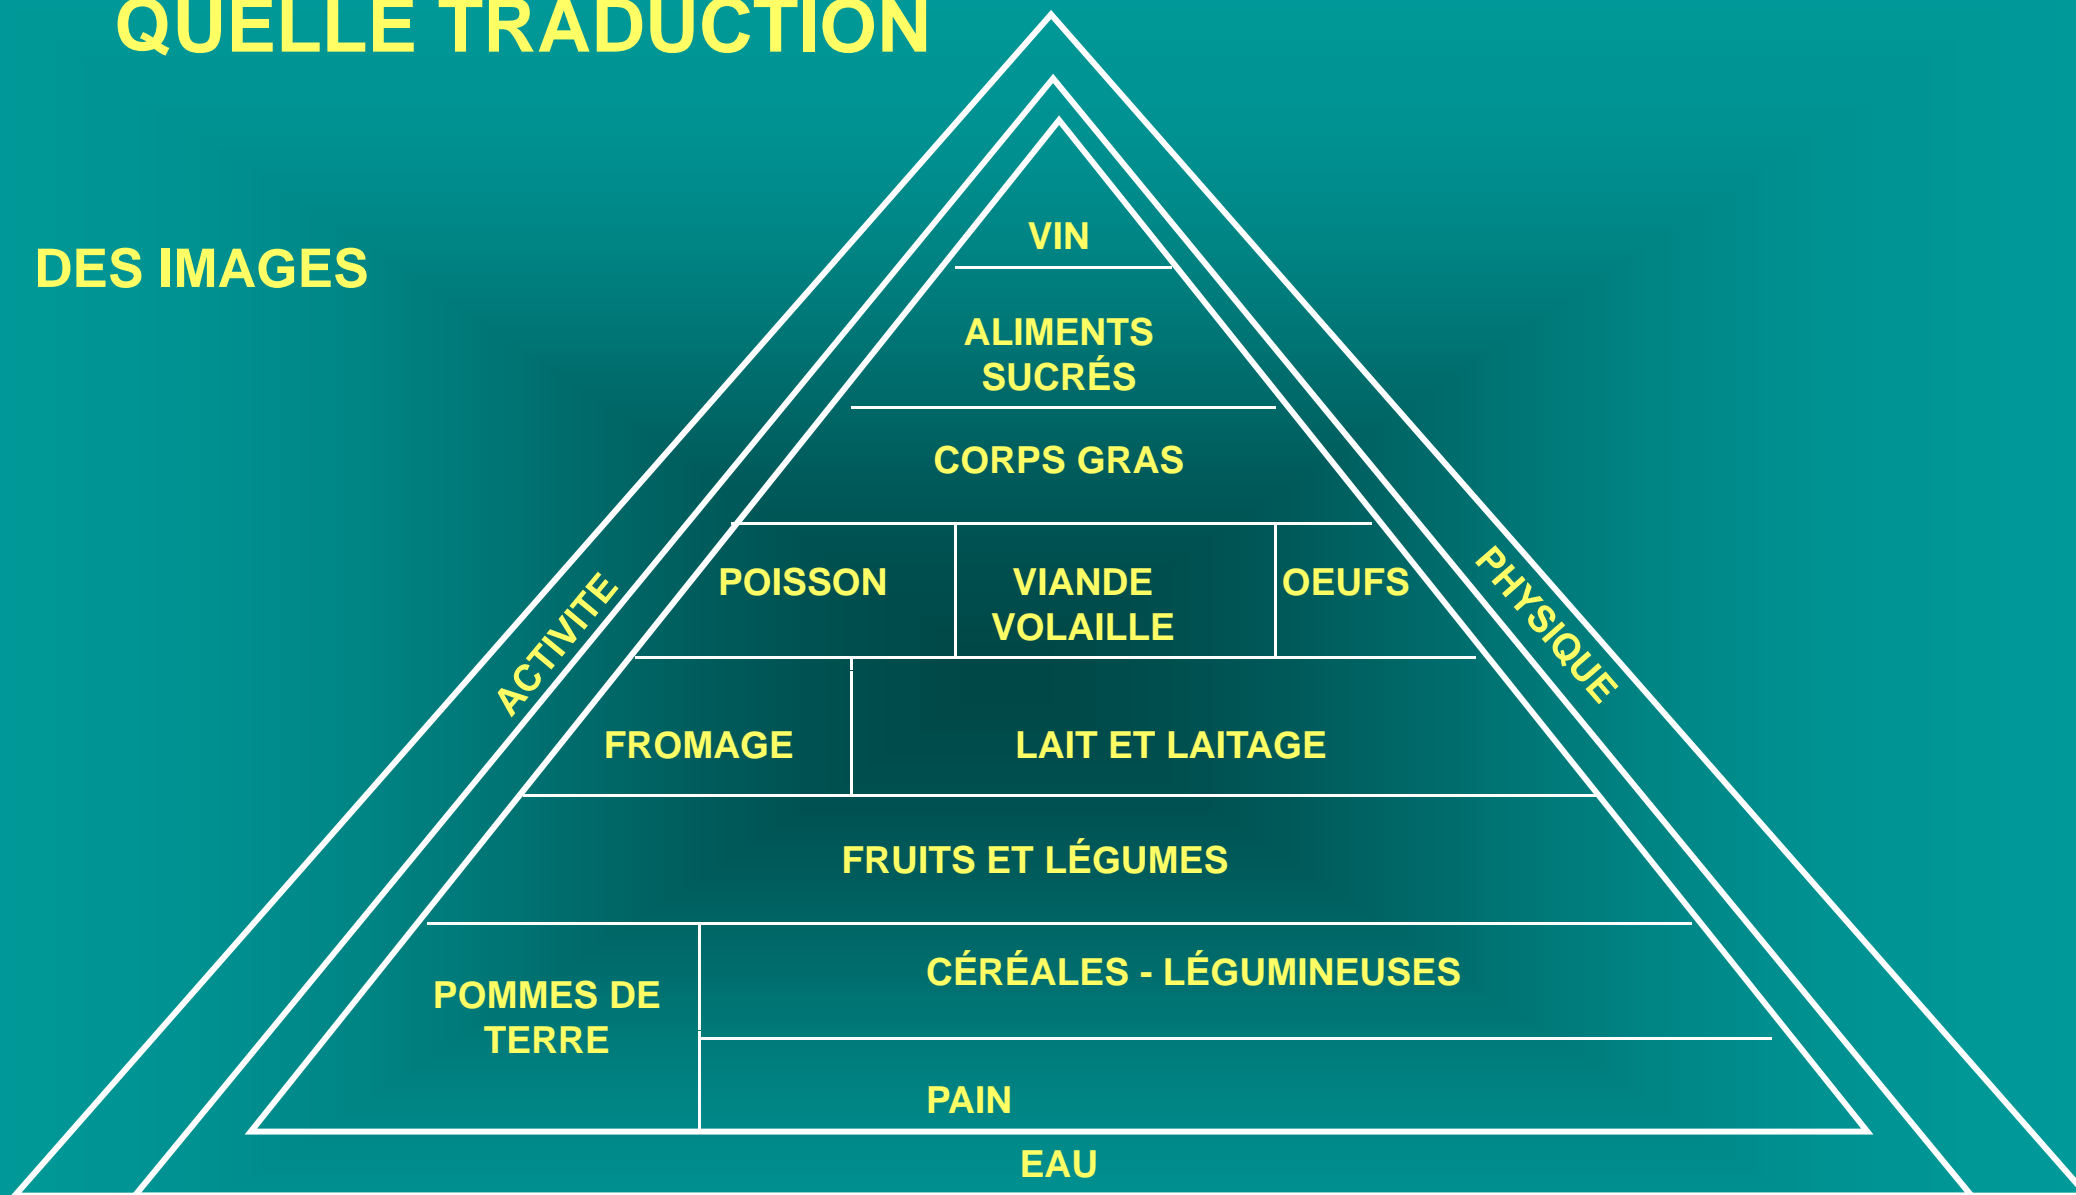 QUELLE TRADUCTION
DES IMAGES
VIN
ALIMENTS
SUCRÉS
CORPS GRAS
POISSON
VIANDE
VOLAILLE
OEUFS
ACTIVITE
PHYSIQUE
FROMAGE
LAIT ET LAITAGE
FRUITS ET LÉGUMES
POMMES DE
TERRE
CÉRÉALES - LÉGUMINEUSES
PAIN
EAU